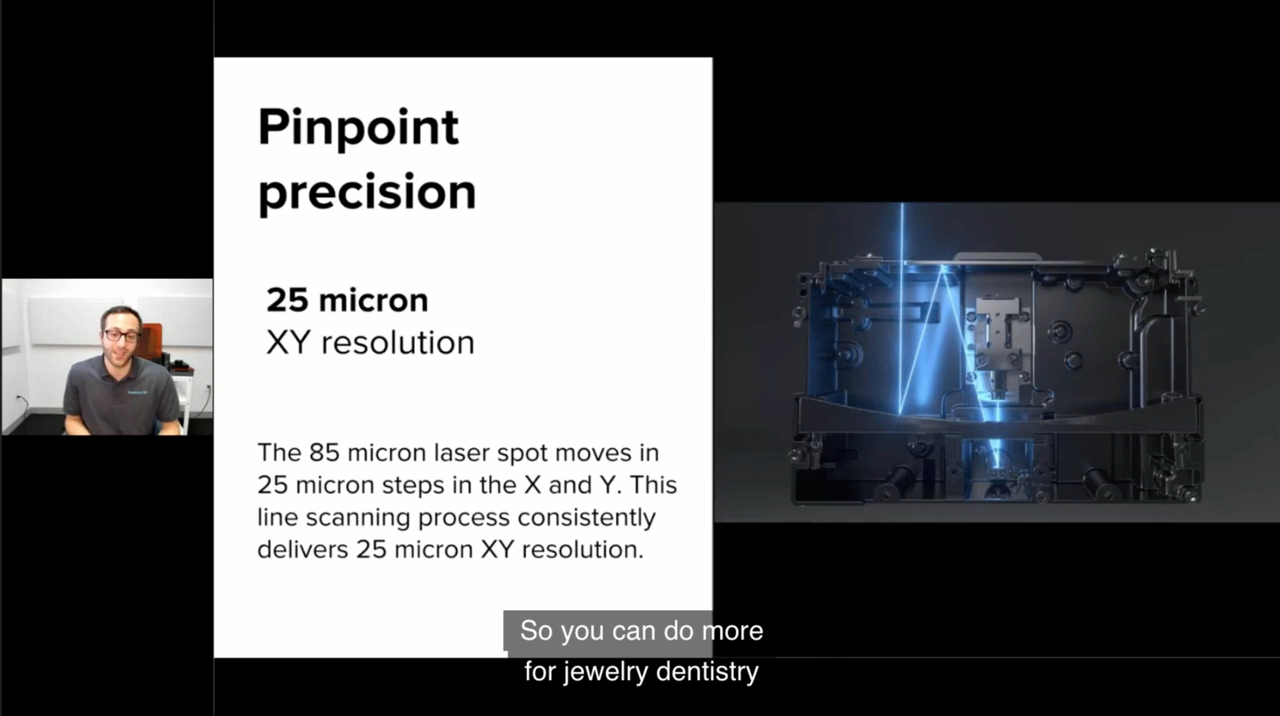 Pinpoint
precision
25 micron
XY resolution
The 85 micron laser spot moves in
25 micron steps in the X and Y. This
line scanning process consistently
delivers 25 micron XY resolution.
So you can do more
for jewelry dentistry